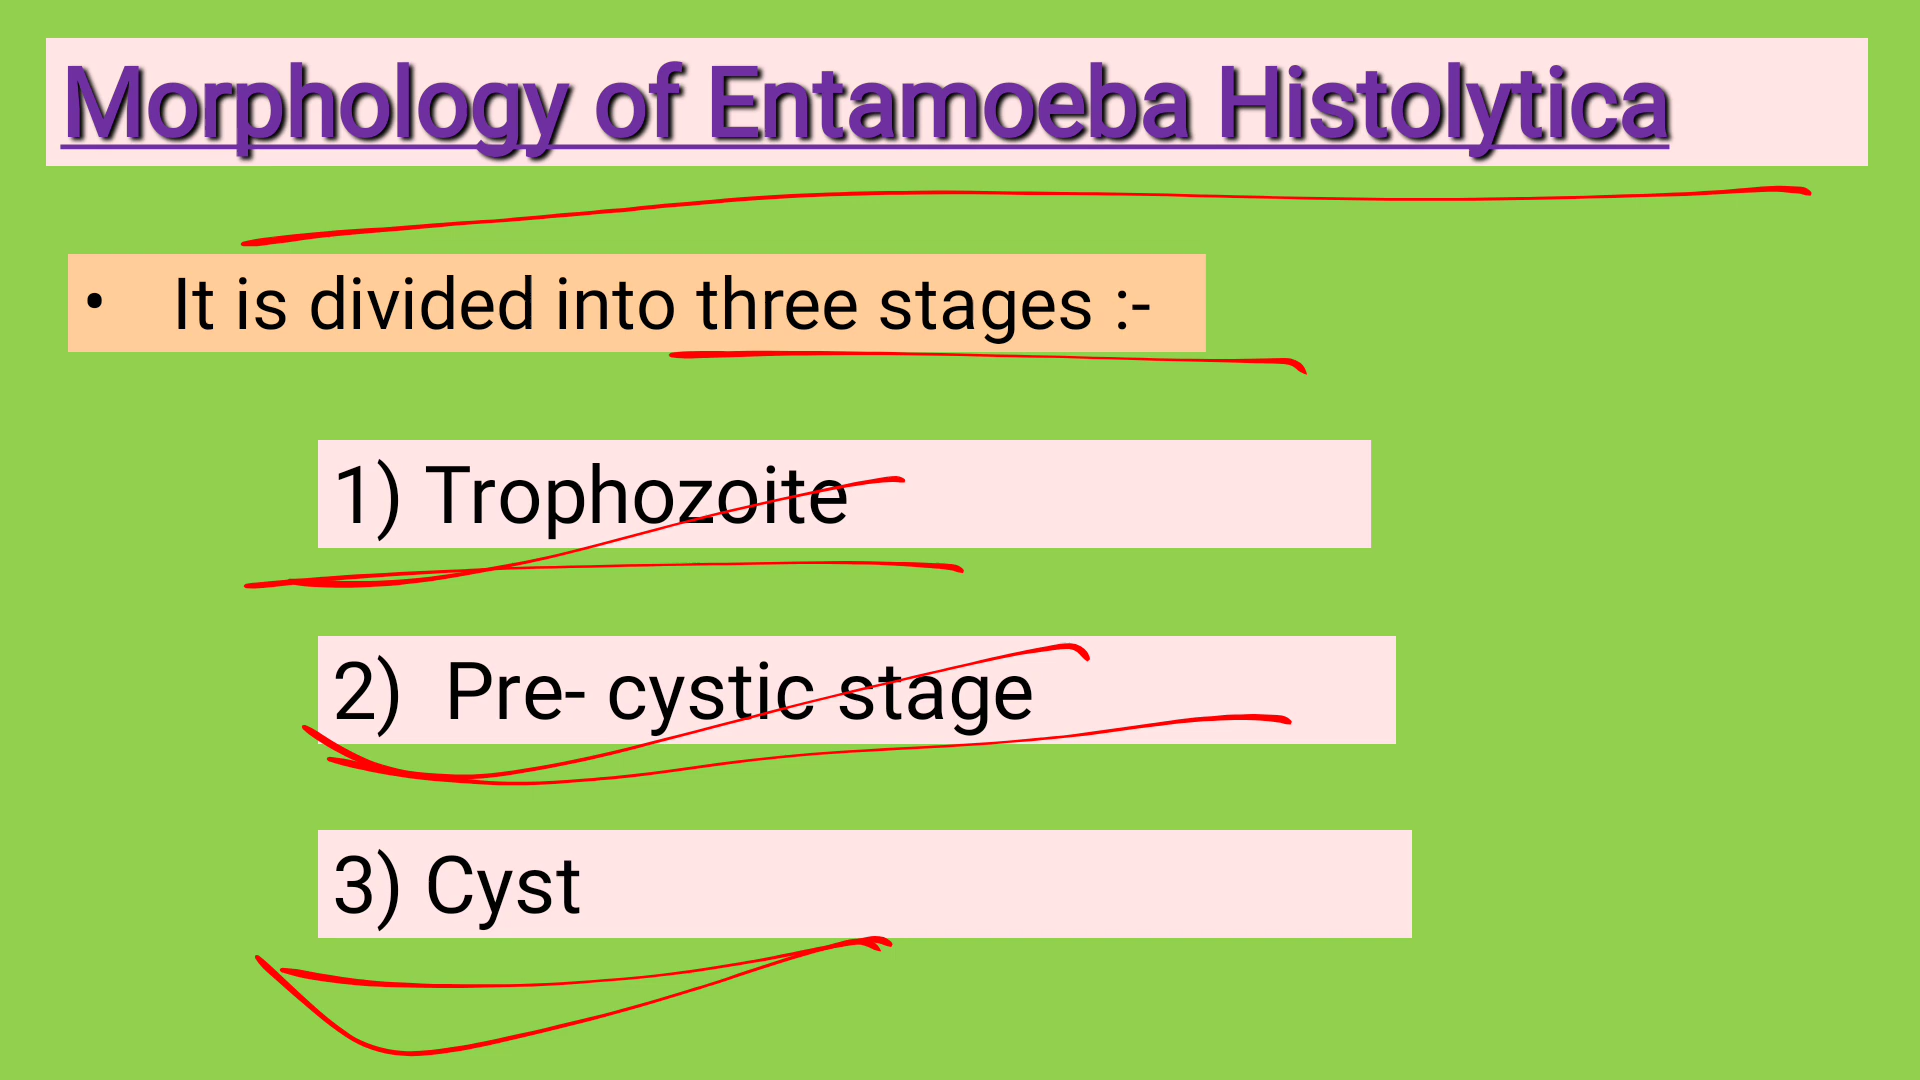 Morphology of Entamoeba Histolytica
• It is divided into three stages :-
1) Trophozoite
2) Pre- cystic stage
3) Cyst